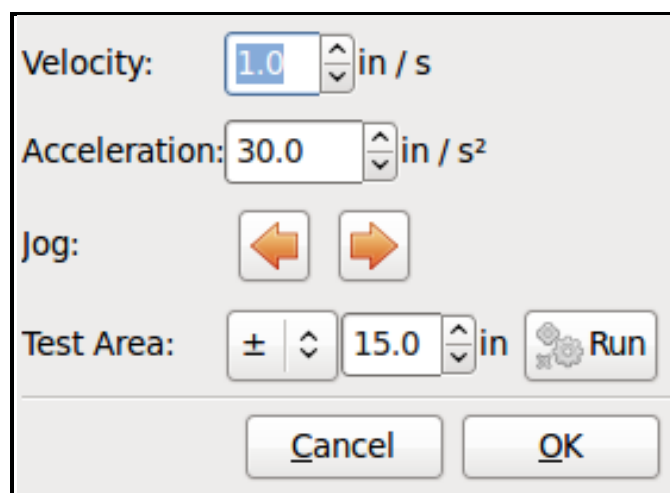 Velocity: 1.0 in / s
Acceleration: 30.0 in / s²
Jog:
Test Area: ± 15.0 in Run
Cancel OK